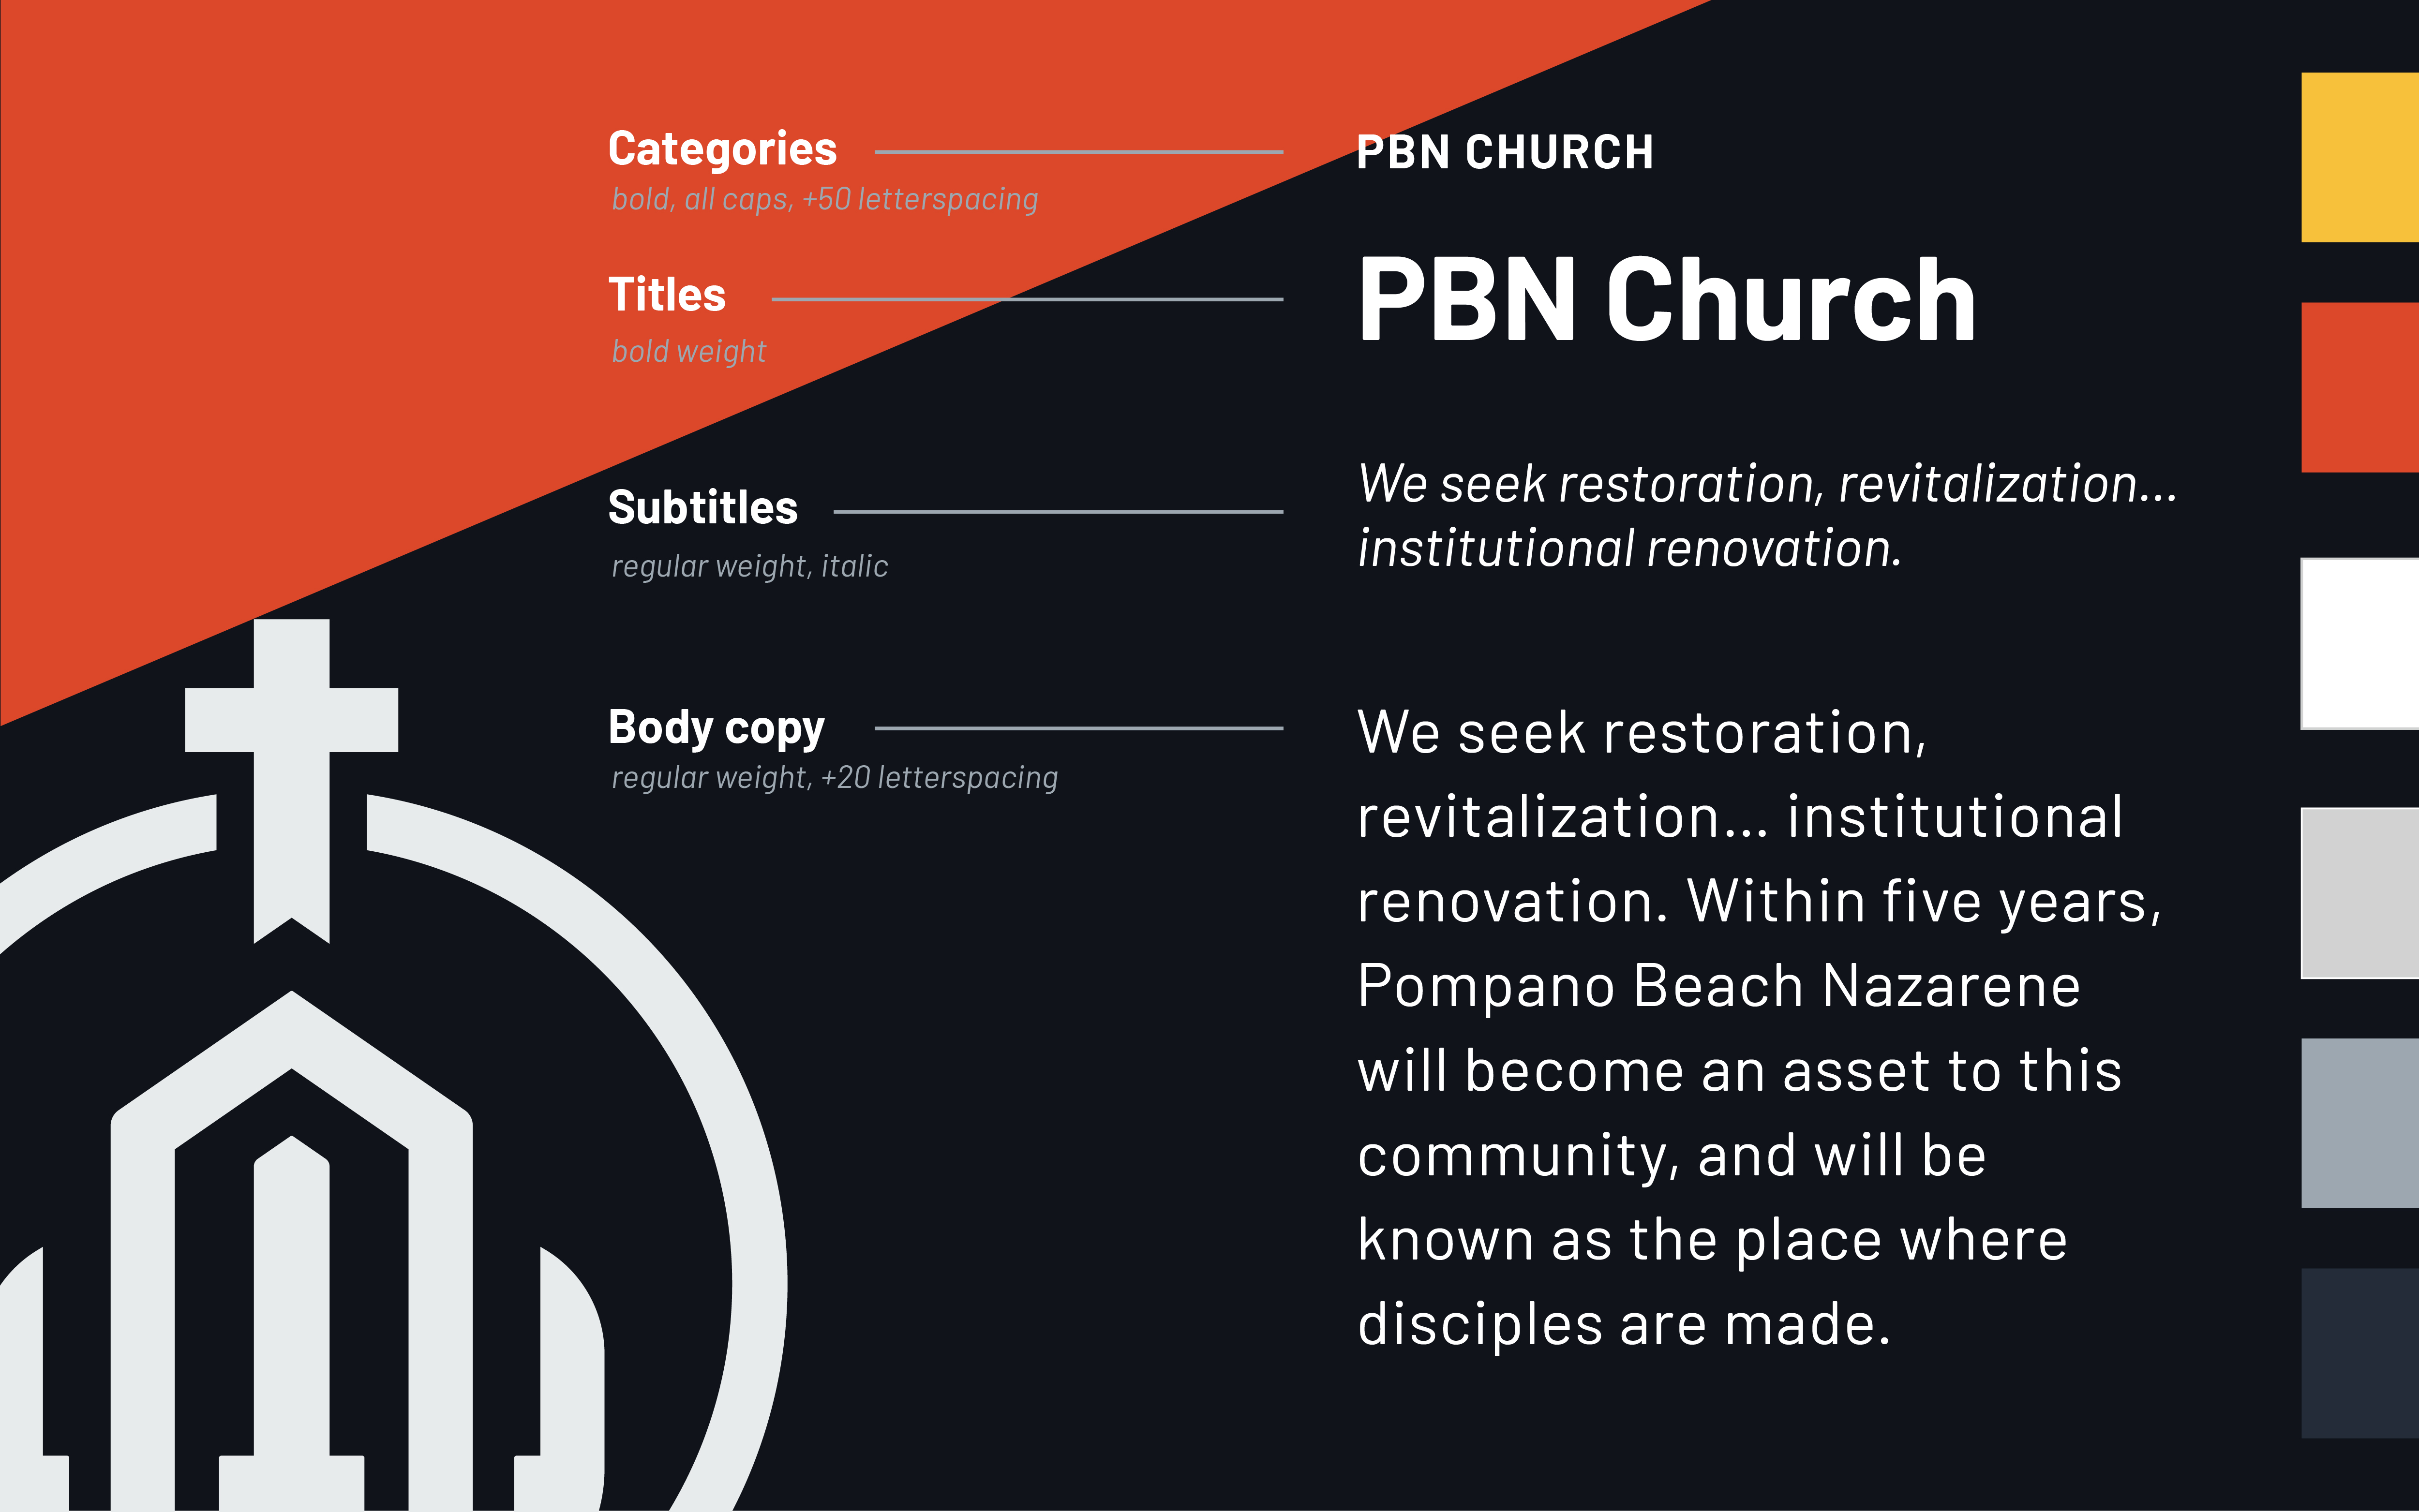 Categories
bold, all caps, +50 letterspacing
PBN CHURCH
Titles
bold weight
PBN Church
Subtitles
regular weight, italic
We seek restoration, revitalization...
institutional renovation.
Body copy
regular weight, +20 letterspacing
We seek restoration,
revitalization... institutional
renovation. Within five years,
Pompano Beach Nazarene
will become an asset to this
community, and will be
known as the place where
disciples are made.